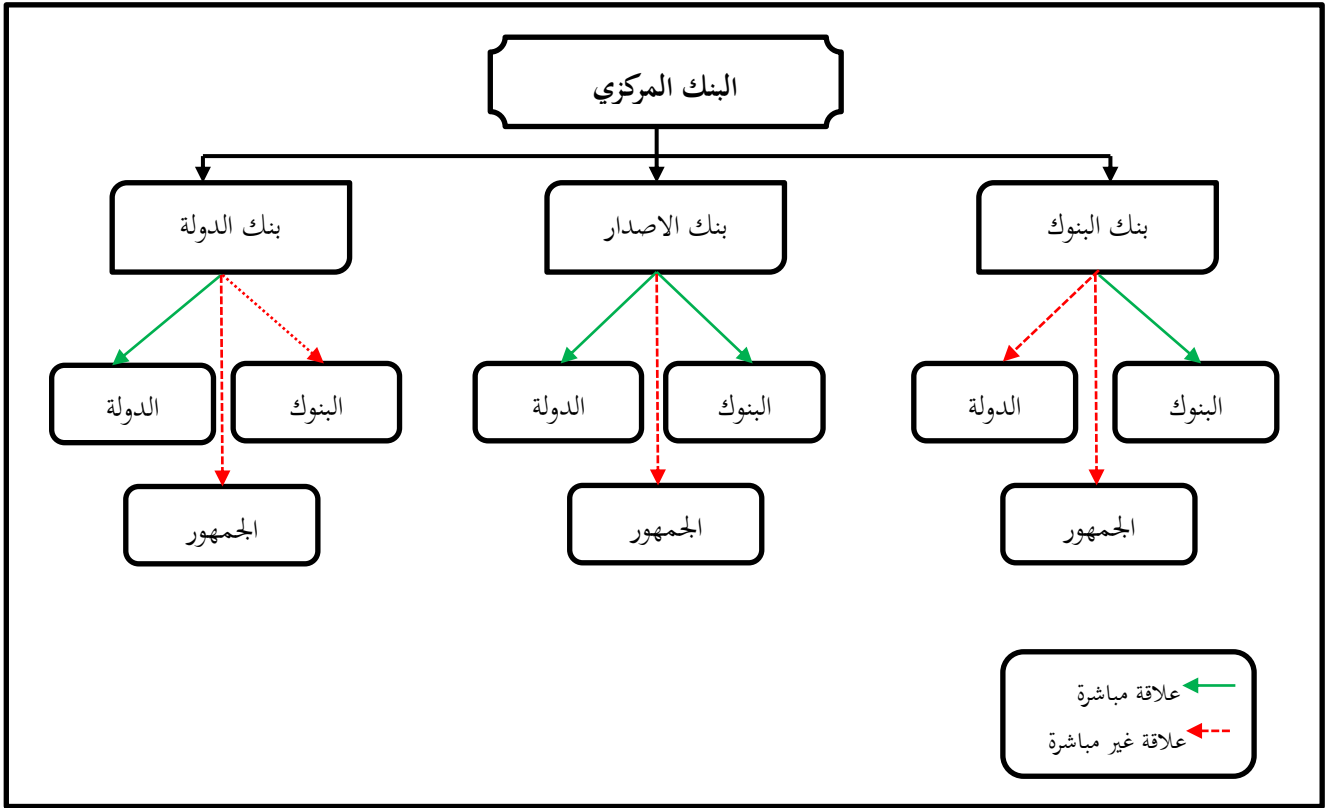 البنك المركزي
بنك البنوك
بنك الاصدار
بنك الدولة
البنوك
الدولة
البنوك
الدولة
البنوك
الدولة
الجمهور
الجمهور
الجمهور
علاقة مباشرة
علاقة غير مباشرة